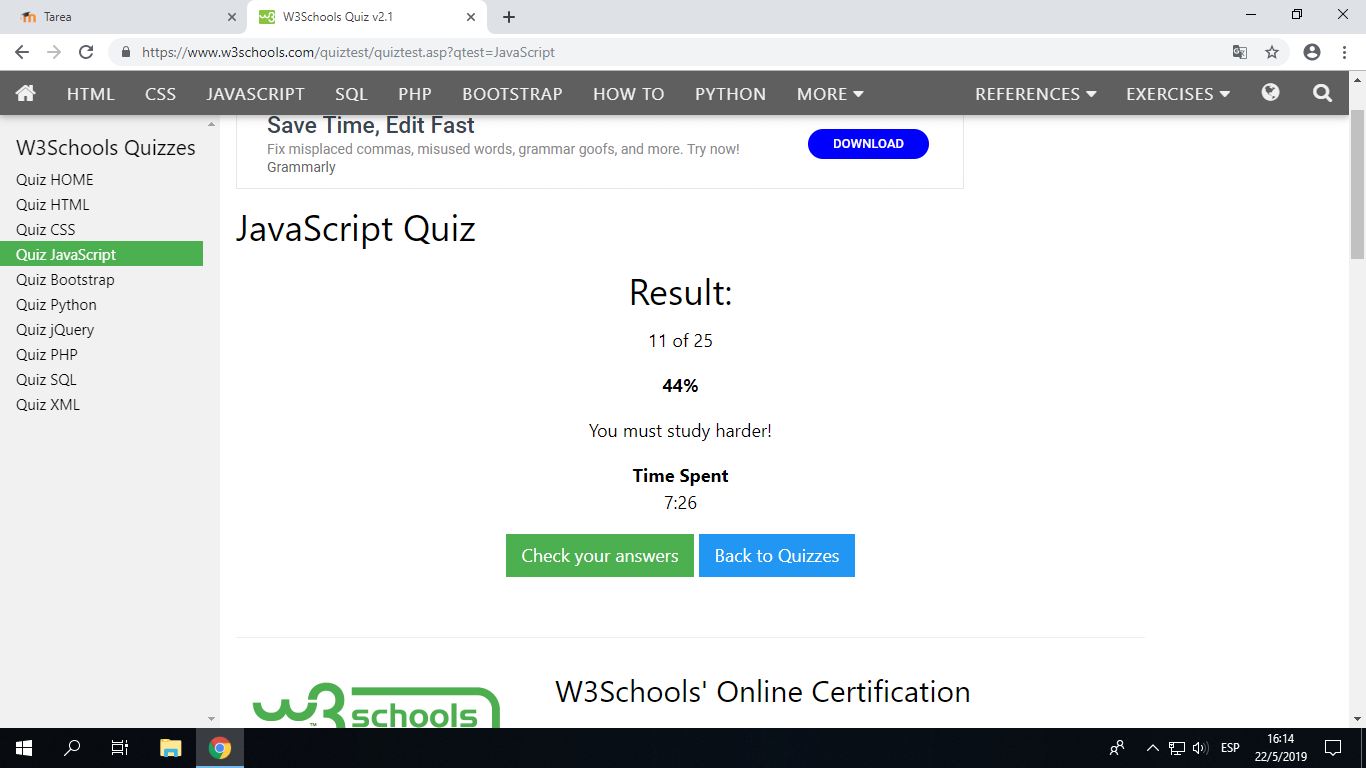 Tarea
W3Schools Quiz v2.1
https://www.w3schools.com/quiztest/quiztest.asp?qtest=JavaScript
HTML CSS JAVASCRIPT SQL PHP BOOTSTRAP HOW TO PYTHON MORE REFERENCES EXERCISES
W3Schools Quizzes
Quiz HOME
Quiz HTML
Quiz CSS
Quiz JavaScript
Quiz Bootstrap
Quiz Python
Quiz jQuery
Quiz PHP
Quiz SQL
Quiz XML
Save Time, Edit Fast
Fix misplaced commas, misused words, grammar goofs, and more. Try now!
Grammarly
DOWNLOAD
JavaScript Quiz
Result:
11 of 25
44%
You must study harder!
Time Spent
7:26
Check your answers
Back to Quizzes
w3schools
TM
W3Schools' Online Certification
ESP
16:14
22/5/2019